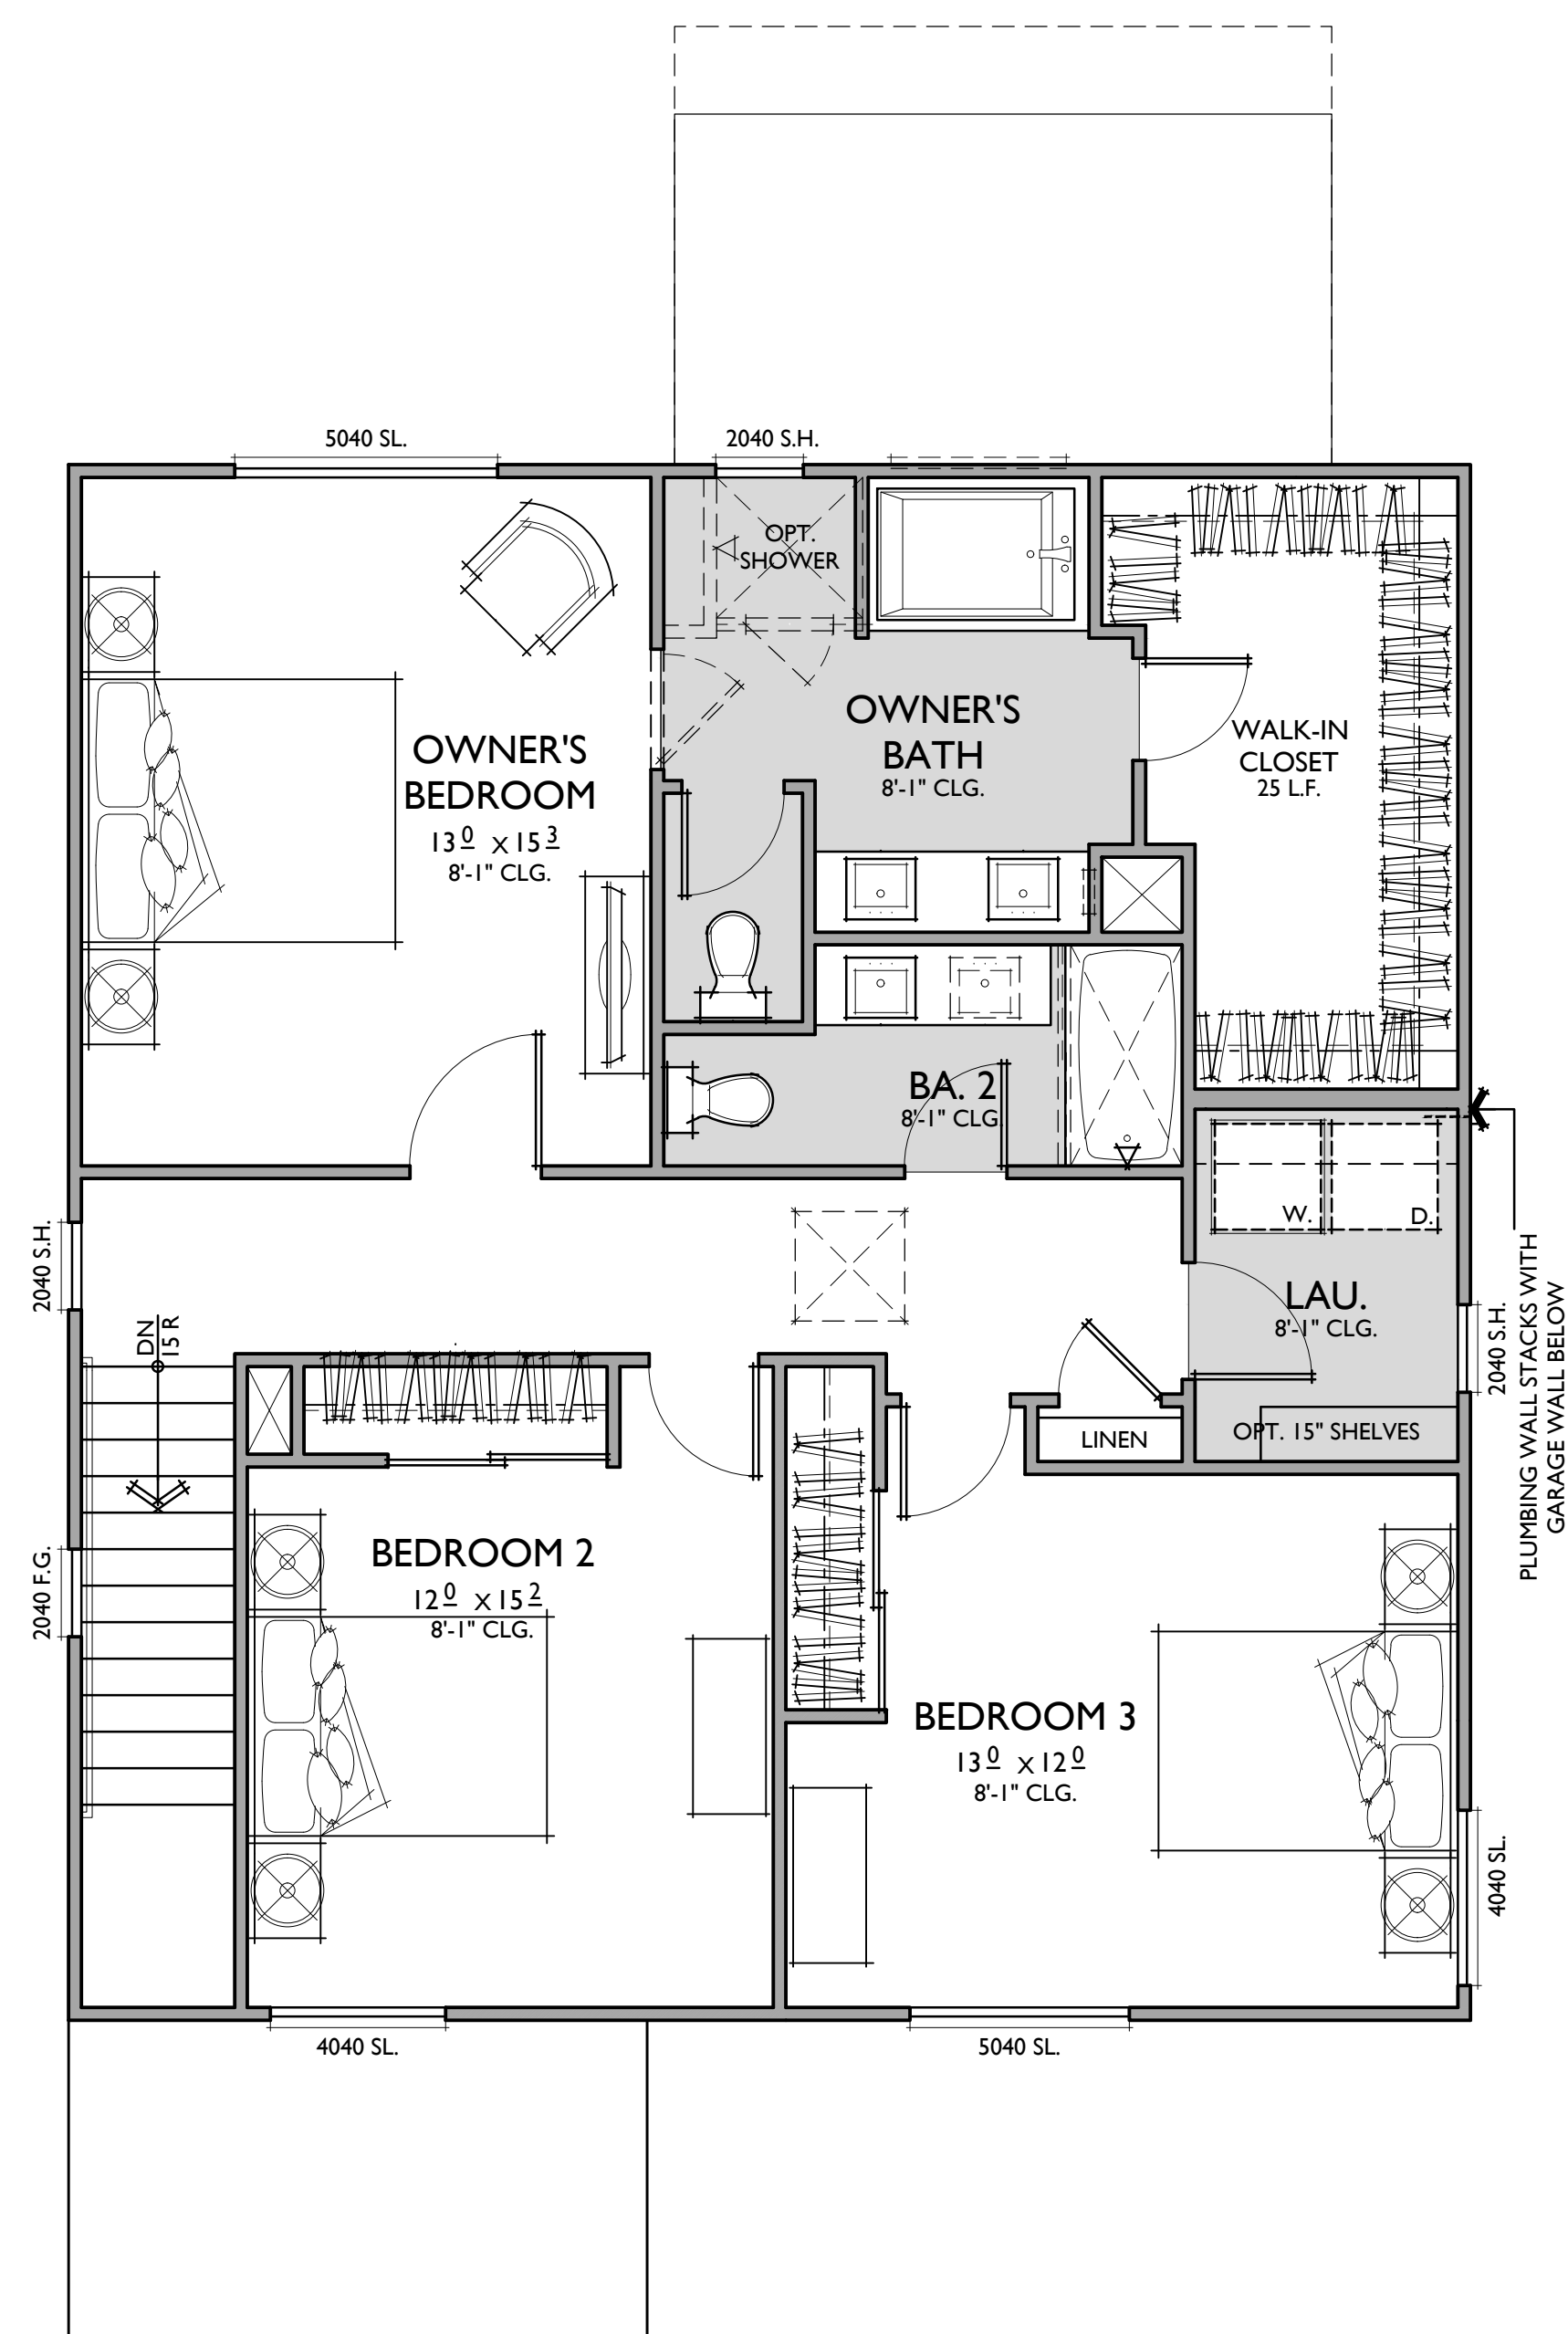 5040 SL.
2040 S.H.
OPT.
SHOWER
OWNER'S
BATH
8'-1" CLG.
WALK-IN
CLOSET
25 L.F.
OWNER'S
BEDROOM
13 0 X 15 3
8'-1" CLG.
BA. 2
8'-1" CLG.
W.
D.
LAU.
8'-1" CLG.
OPT. 15" SHELVES
LINEN
2040 S.H.
DN
15 R
2040 F.G.
2040 S.H.
PLUMBING WALL STACKS WITH
GARAGE WALL BELOW
BEDROOM 2
12 0 X 15 2
8'-1" CLG.
BEDROOM 3
13 0 X 12 0
8'-1" CLG.
4040 SL.
4040 SL.
5040 SL.